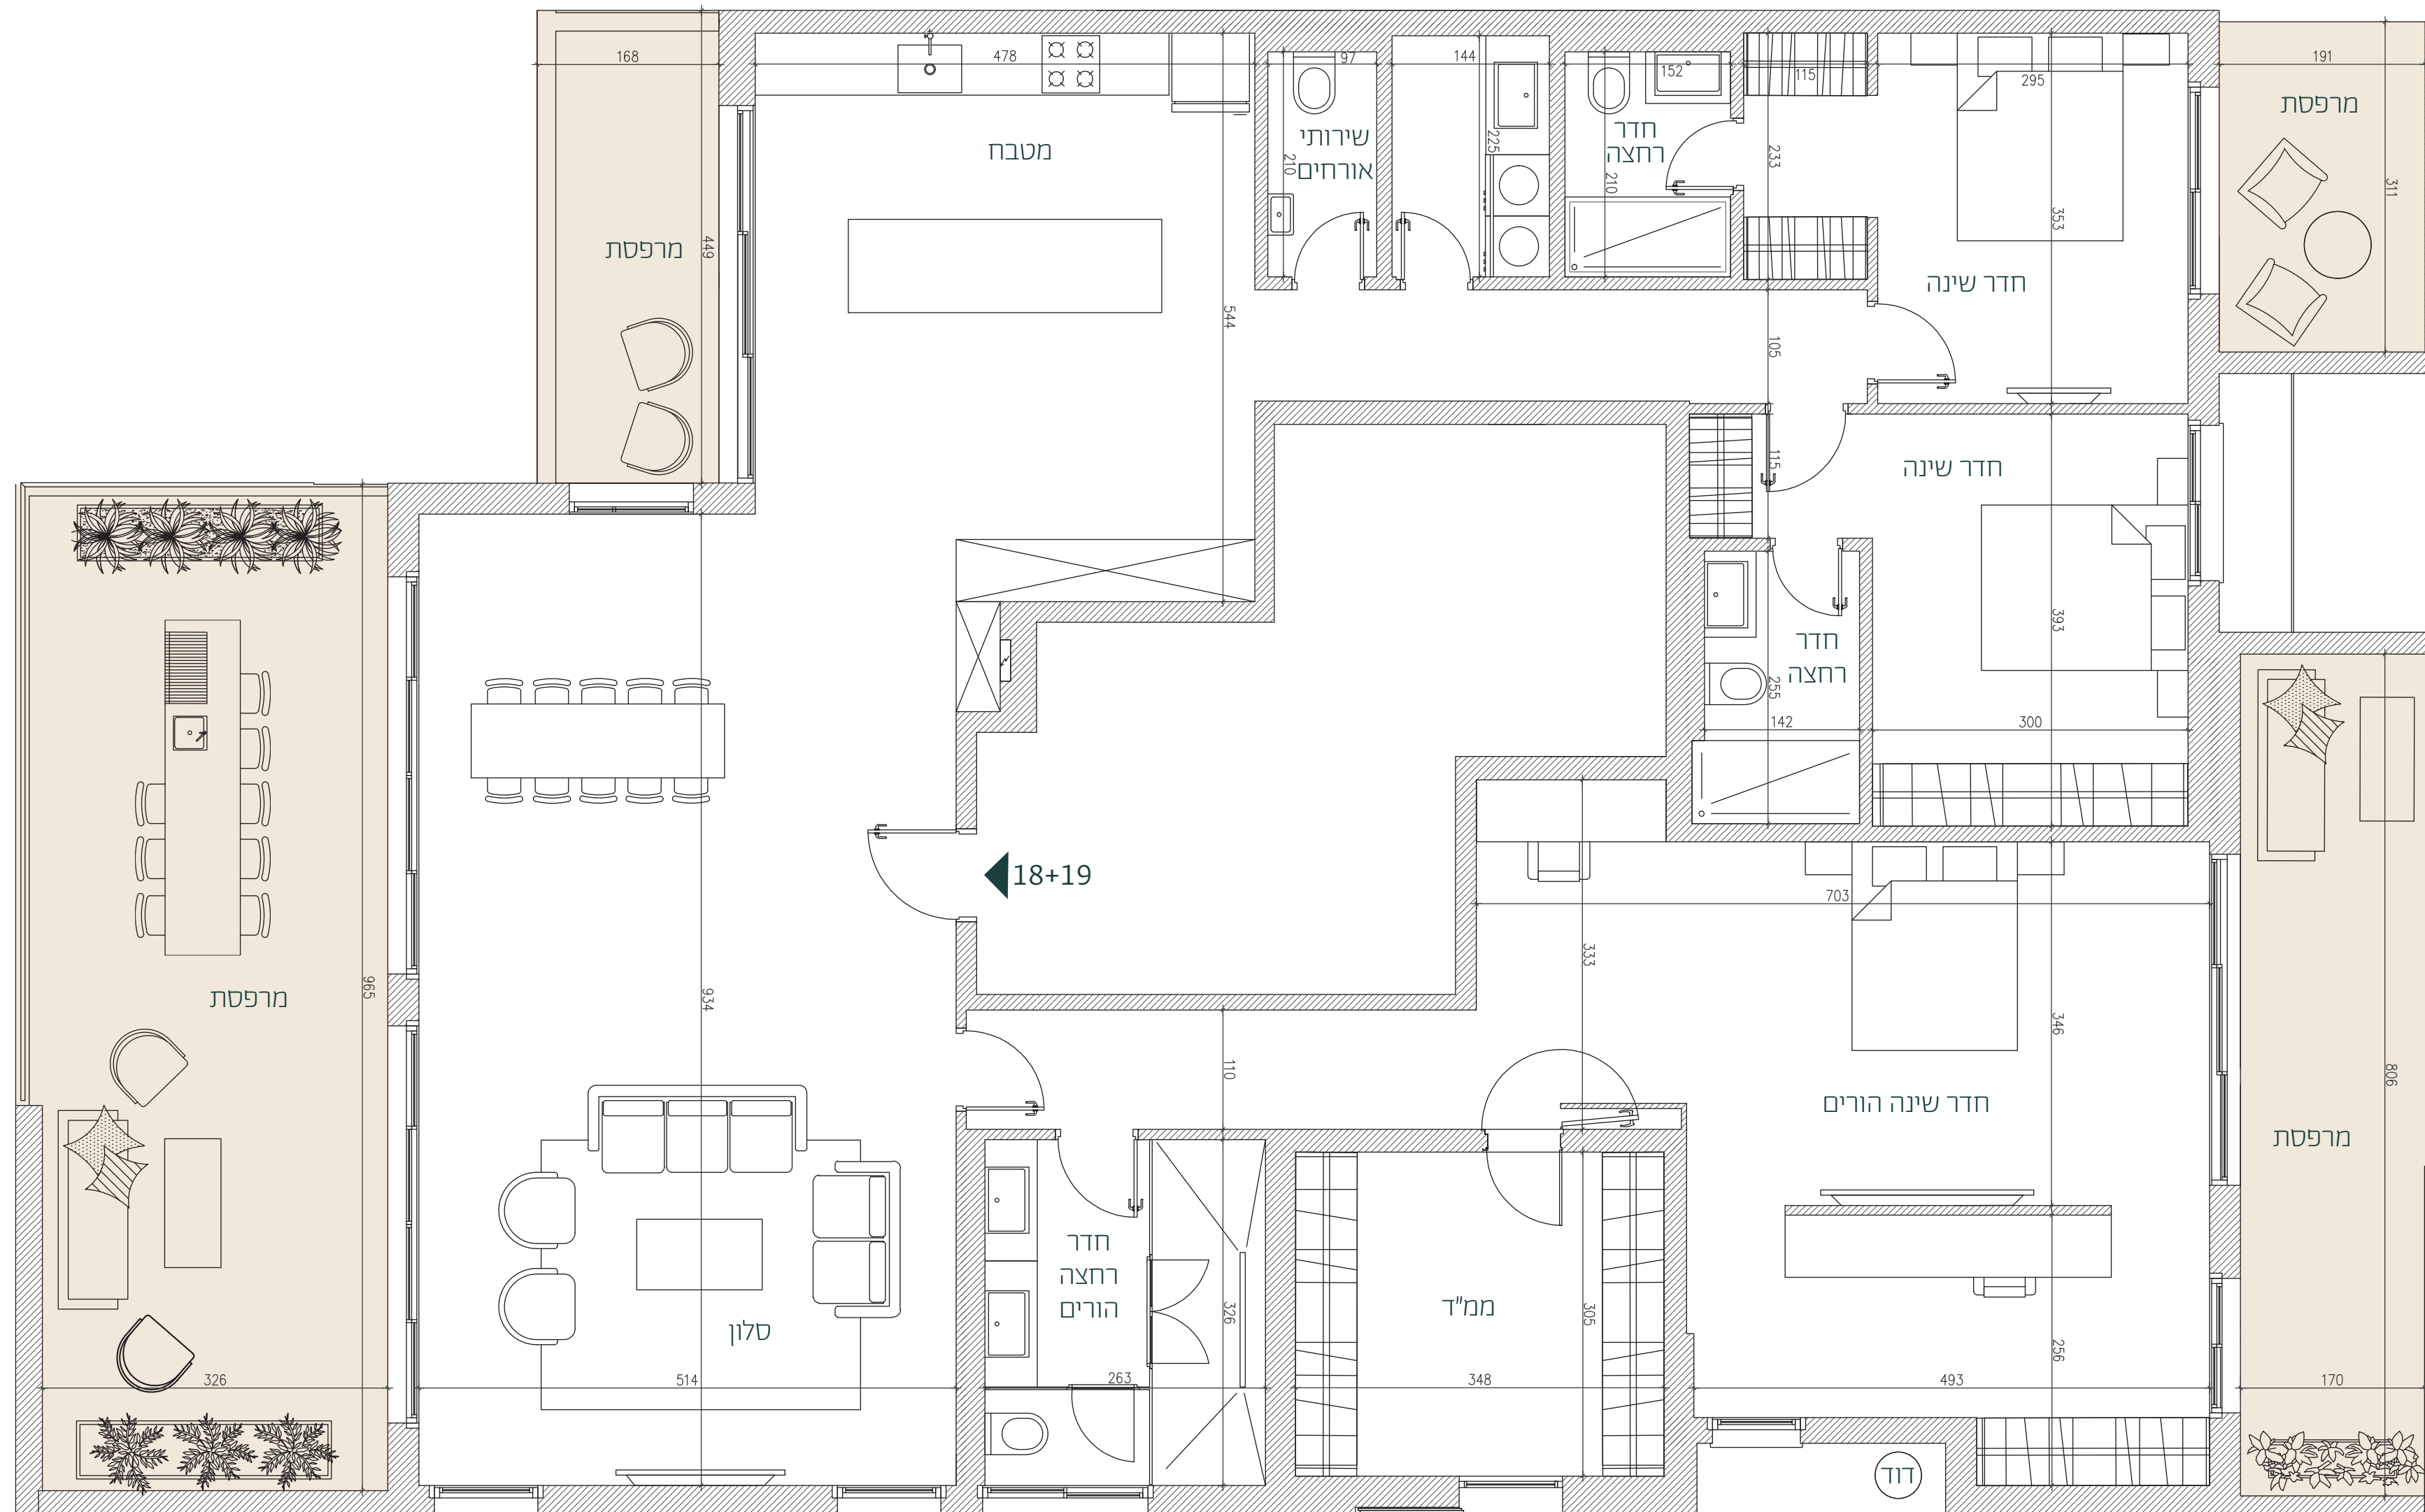 168
478
97
144
152
115
295
191
מרפסת
חדר
רחצה
שירותי
אורחים
מטבח
225
210
210
233
353
311
מרפסת
449
חדר שינה
544
105
חדר שינה
115
393
חדר
רחצה
255
142
300
18+19
703
333
מרפסת
965
934
346
110
806
חדר שינה הורים
מרפסת
חדר
רחצה
הורים
326
ממ"ד
305
סלון
256
326
514
263
348
493
170
דוד